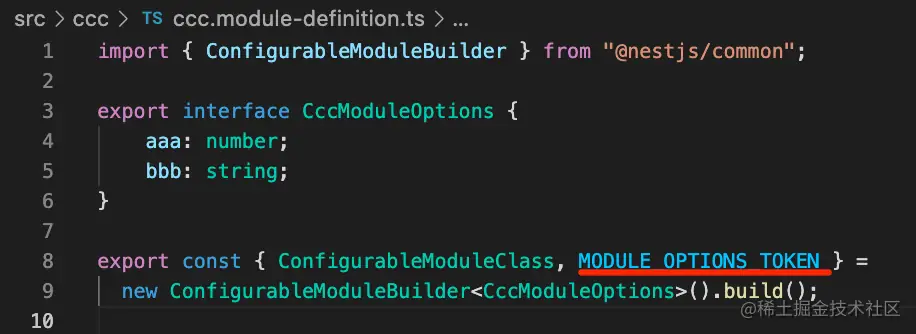 src > ccc > TS ccc.module-definition.ts > ...
1 import { ConfigurableModuleBuilder } from "@nestjs/common";
2
3 export interface CccModuleOptions {
4     aaa: number;
5     bbb: string;
6 }
7
8 export const { ConfigurableModuleClass, MODULE_OPTIONS_TOKEN } =
9   new ConfigurableModuleBuilder<CccModuleOptions>().build();
10
@稀土掘金技术社区